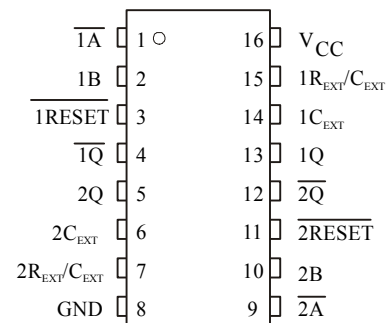 1A 1 16 VCC
1B 2 15 1REXT/CEXT
1RESET 3 14 1CEXT
1Q 4 13 1Q
2Q 5 12 2Q
2CEXT 6 11 2RESET
2REXT/CEXT 7 10 2B
GND 8 9 2A